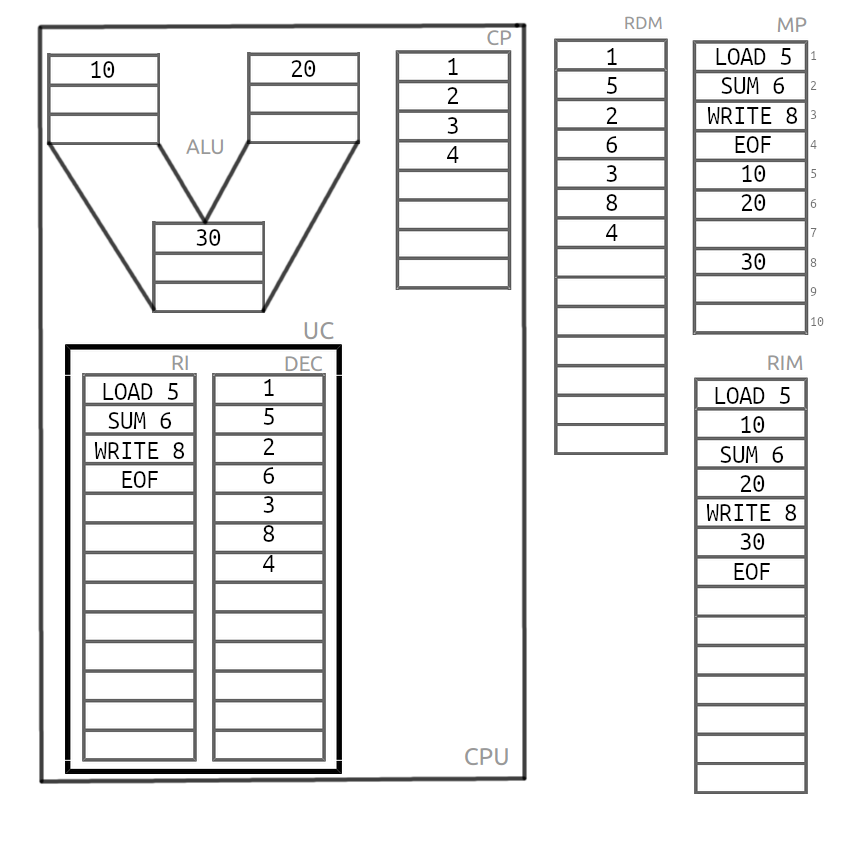 CP
1
2
3
4
10
20
ALU
30
UC
RI
LOAD 5
SUM 6
WRITE 8
EOF
DEC
1
5
2
6
3
8
4
CPU
RDM
1
5
2
6
3
8
4
MP
LOAD 5 1
SUM 6 2
WRITE 8 3
EOF 4
10 5
20 6
7
30 8
9
10
RIM
LOAD 5
10
SUM 6
20
WRITE 8
30
EOF